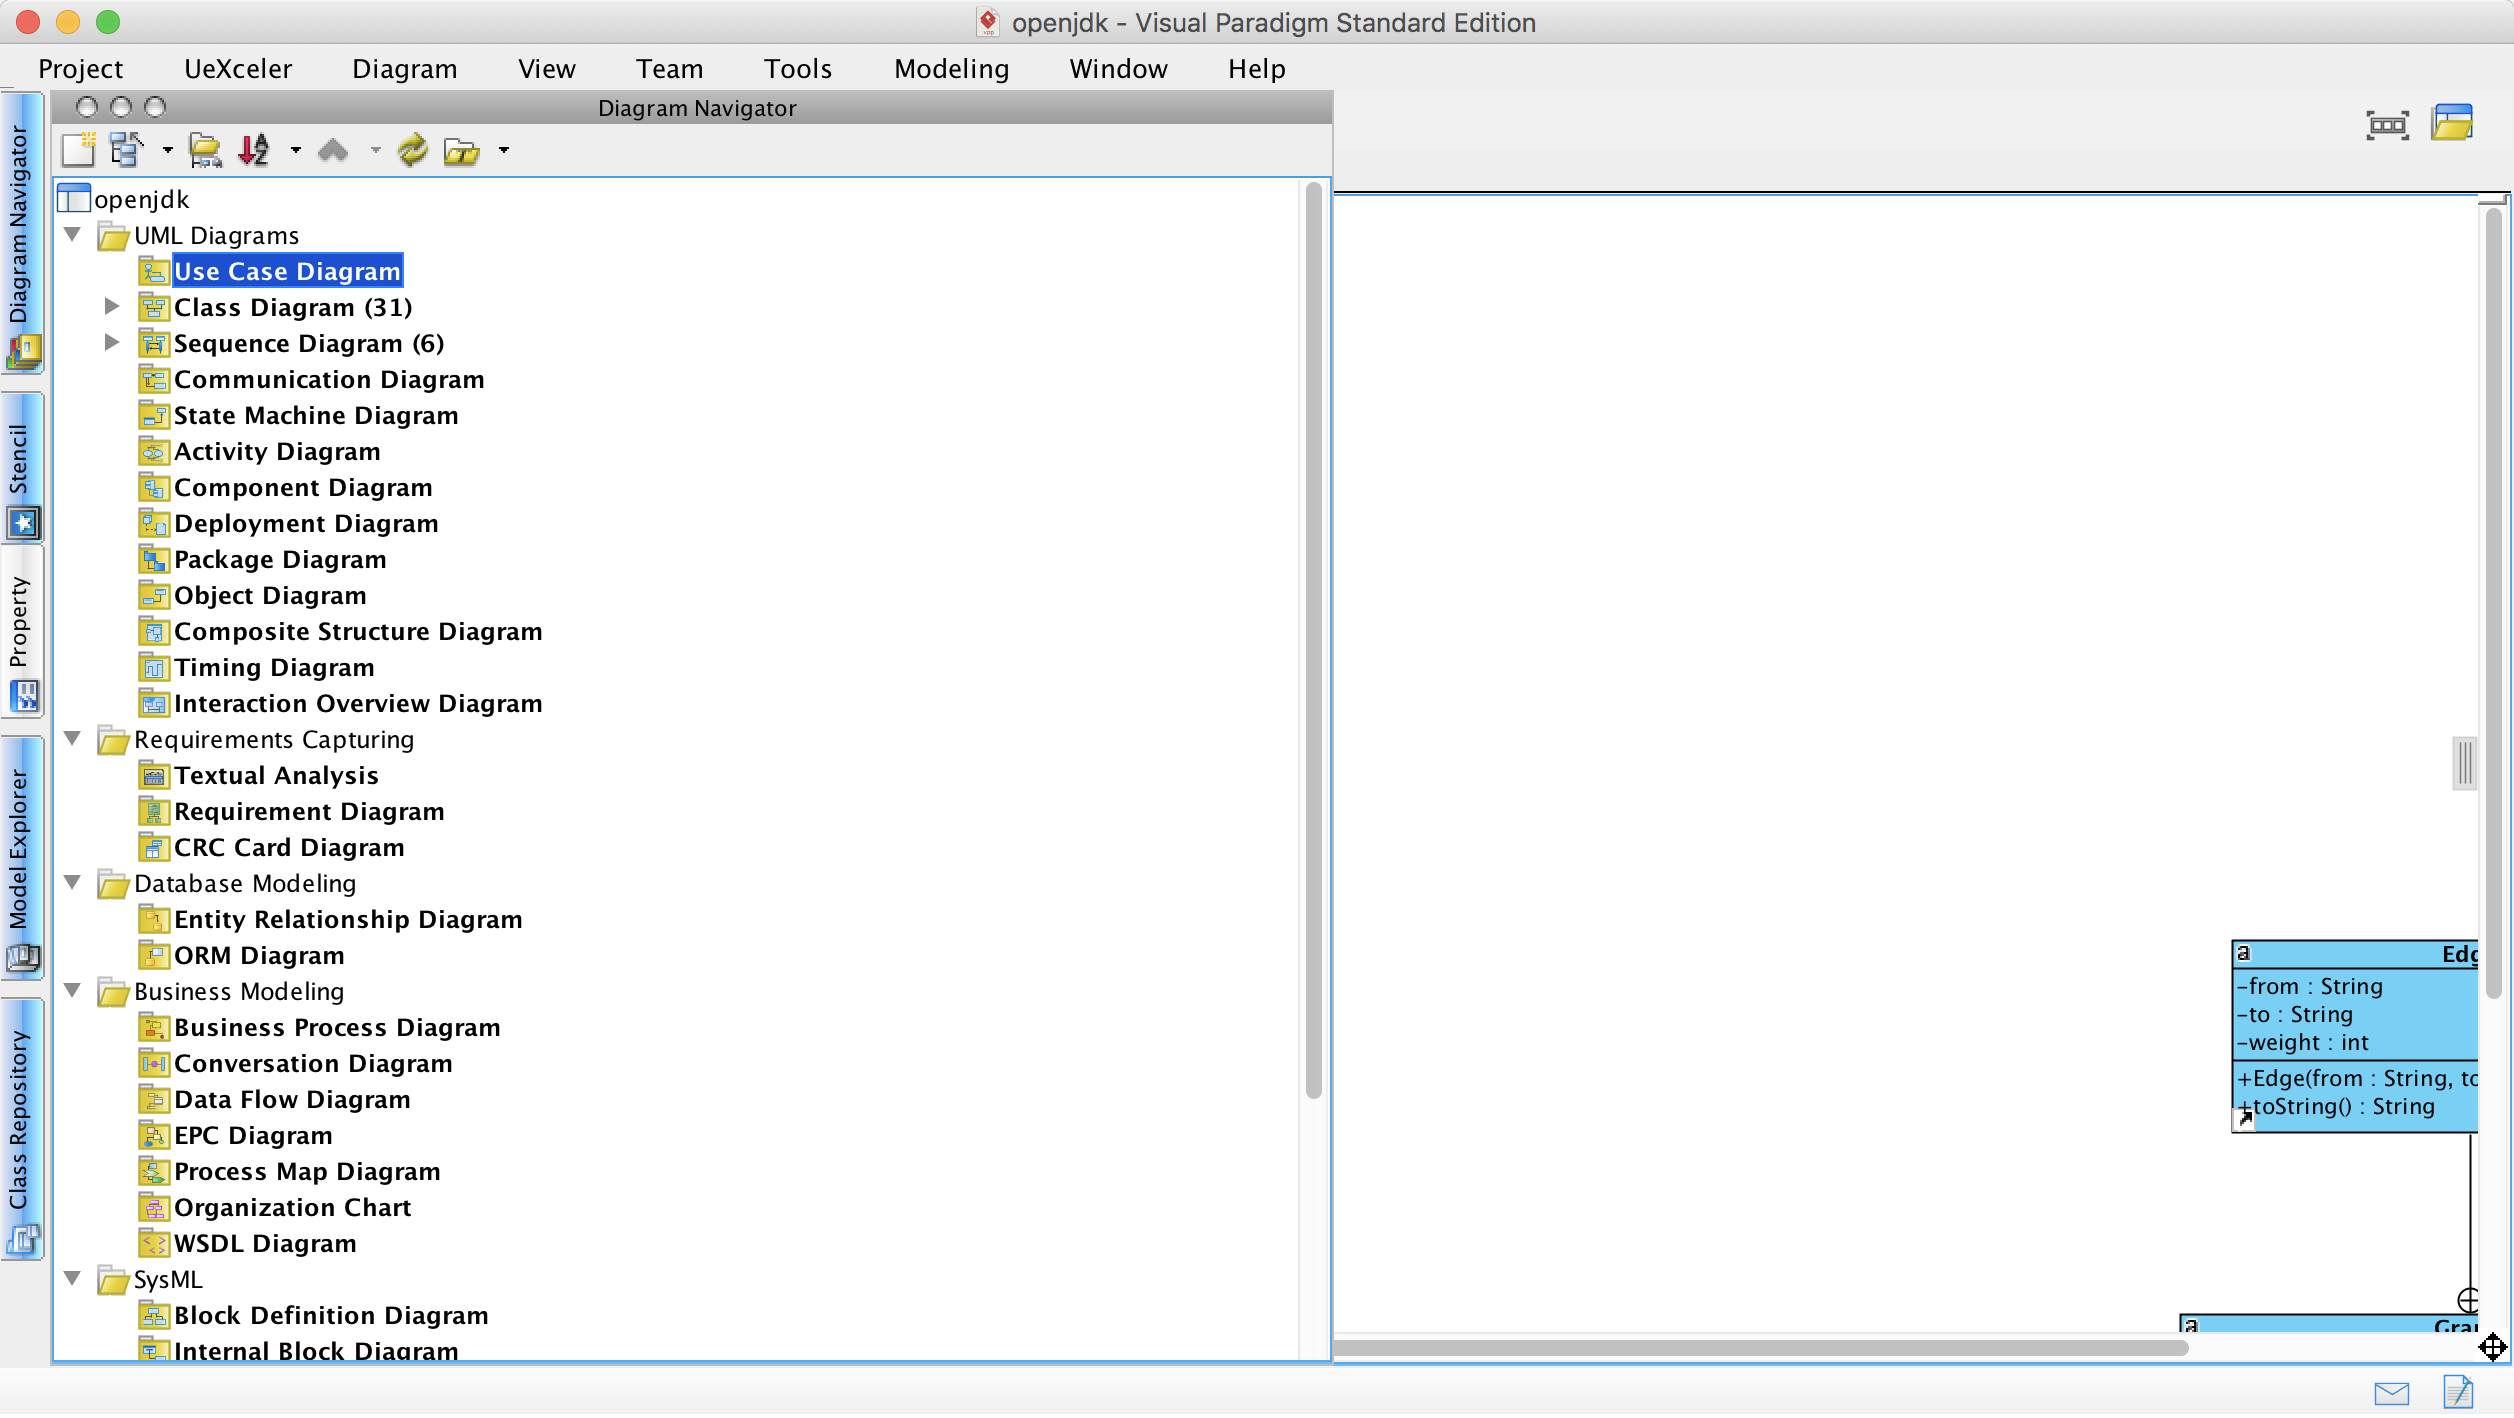 openjdk - Visual Paradigm Standard Edition
Project UeXceler Diagram View Team Tools Modeling Window Help
Diagram Navigator
Diagram Navigator
Stencil
Property
Model Explorer
Class Repository
openjdk
UML Diagrams
Use Case Diagram
Class Diagram (31)
Sequence Diagram (6)
Communication Diagram
State Machine Diagram
Activity Diagram
Component Diagram
Deployment Diagram
Package Diagram
Object Diagram
Composite Structure Diagram
Timing Diagram
Interaction Overview Diagram
Requirements Capturing
Textual Analysis
Requirement Diagram
CRC Card Diagram
Database Modeling
Entity Relationship Diagram
ORM Diagram
Business Modeling
Business Process Diagram
Conversation Diagram
Data Flow Diagram
EPC Diagram
Process Map Diagram
Organization Chart
WSDL Diagram
SysML
Block Definition Diagram
Internal Block Diagram
a Edg
-from : String
-to : String
-weight : int
+Edge(from : String, to
+toString() : String
a Gra